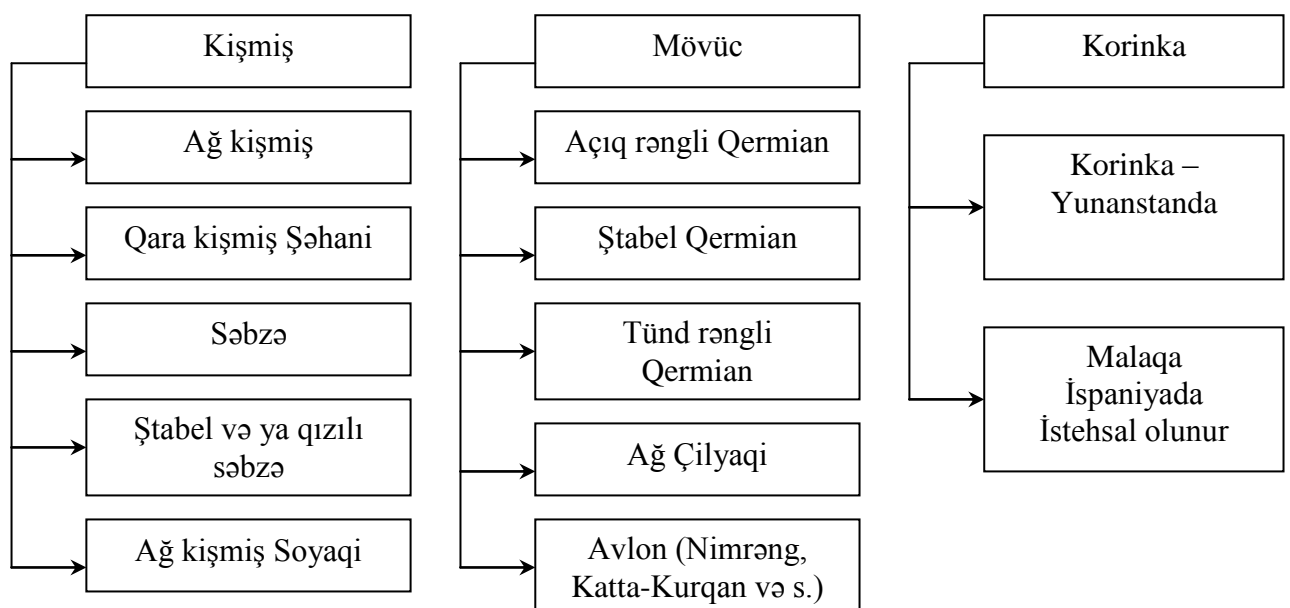 Kişmiş
Ağ kişmiş
Qara kişmiş Şəhani
Səbzə
Ştabel və ya qızılı
səbzə
Ağ kişmiş Soyaqi
Mövüc
Açıq rəngli Qermian
Ştabel Qermian
Tünd rəngli
Qermian
Ağ Çilyaqi
Avlon (Nimrəng,
Katta-Kurqan və s.)
Korinka
Korinka –
Yunanstanda
Malaqa
İspaniyada
İstehsal olunur